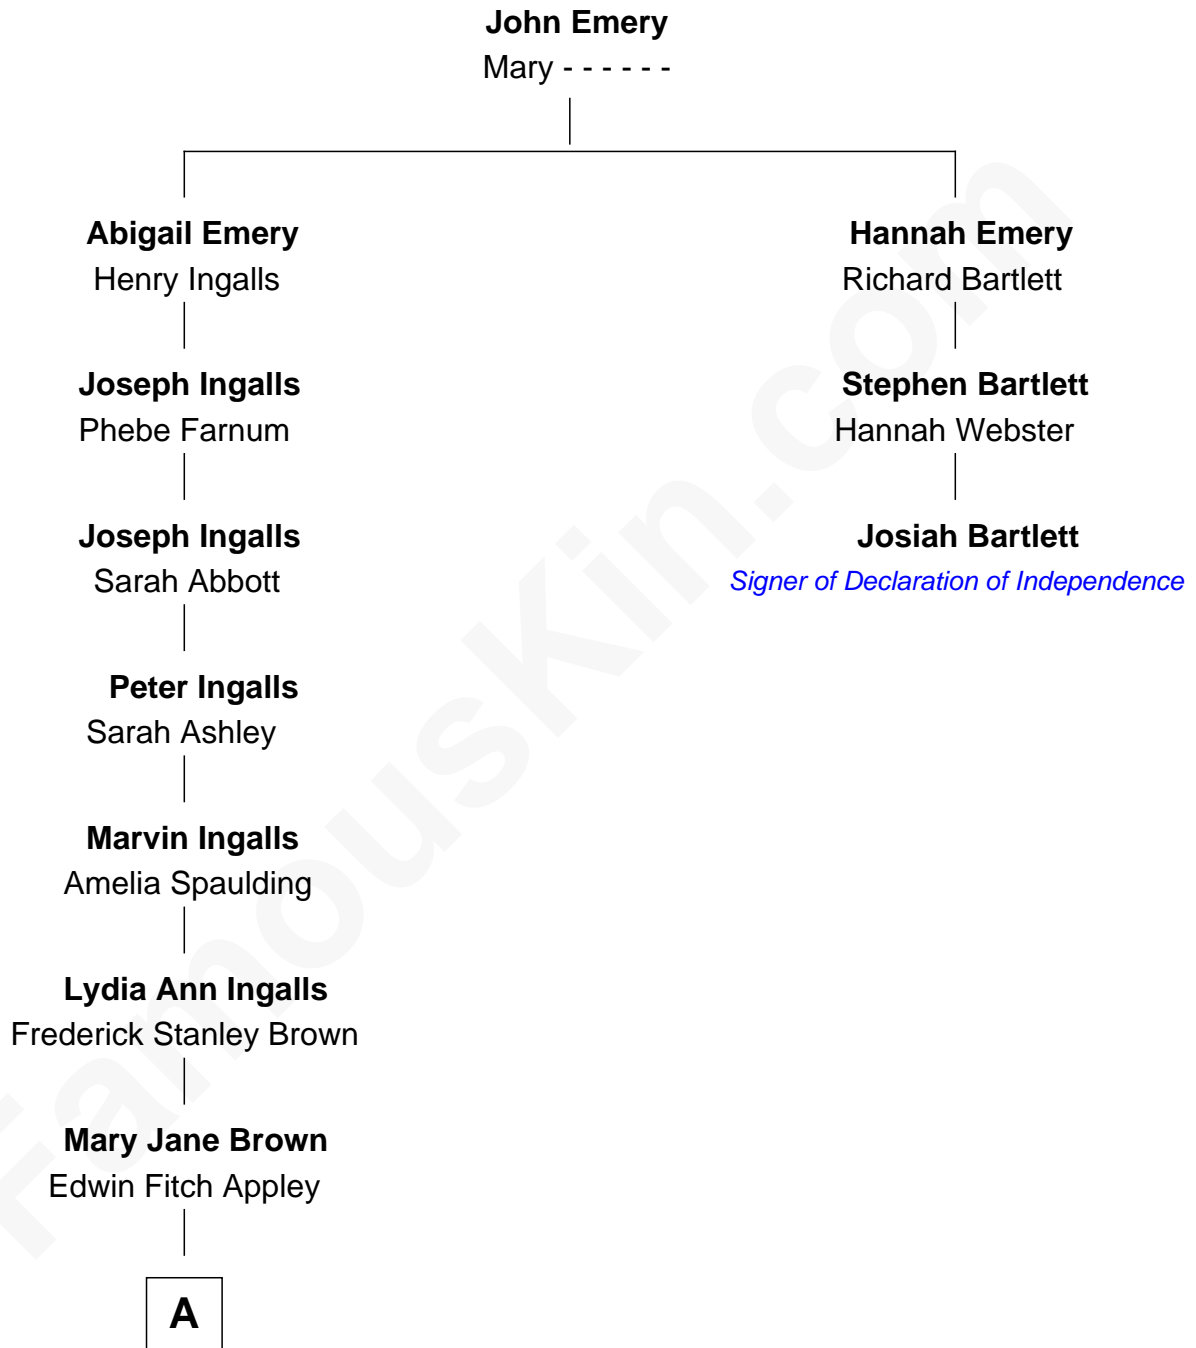 John Emery
Mary - - - - - -
Abigail Emery
Henry Ingalls
Hannah Emery
Richard Bartlett
Joseph Ingalls
Phebe Farnum
Stephen Bartlett
Hannah Webster
Joseph Ingalls
Sarah Abbott
Josiah Bartlett
Signer of Declaration of Independence
Peter Ingalls
Sarah Ashley
Marvin Ingalls
Amelia Spaulding
Lydia Ann Ingalls
Frederick Stanley Brown
Mary Jane Brown
Edwin Fitch Appley
A
FamousKin.com